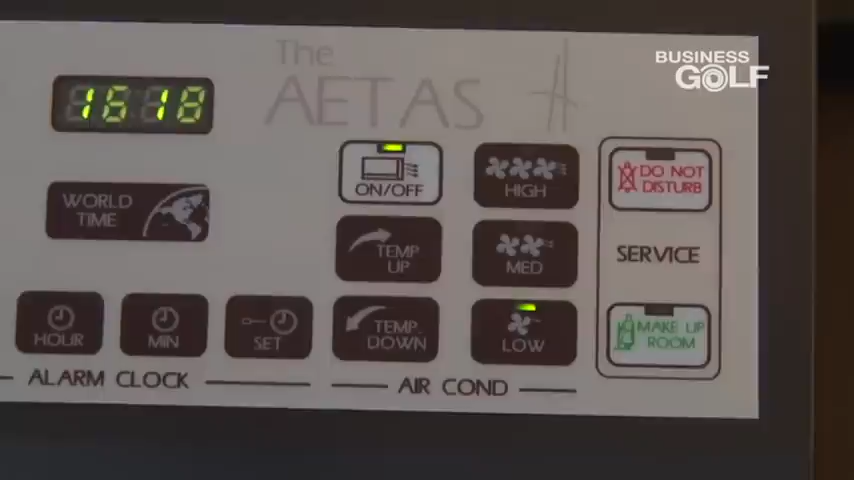 BUSINESS
GOLF
The
AETAS
16 18
ON/OFF
HIGH
DO NOT
DISTURB
WORLD
TIME
TEMP
UP
MED
SERVICE
HOUR
MIN
SET
TEMP.
DOWN
LOW
MAKE UP
ROOM
ALARM CLOCK
AIR COND